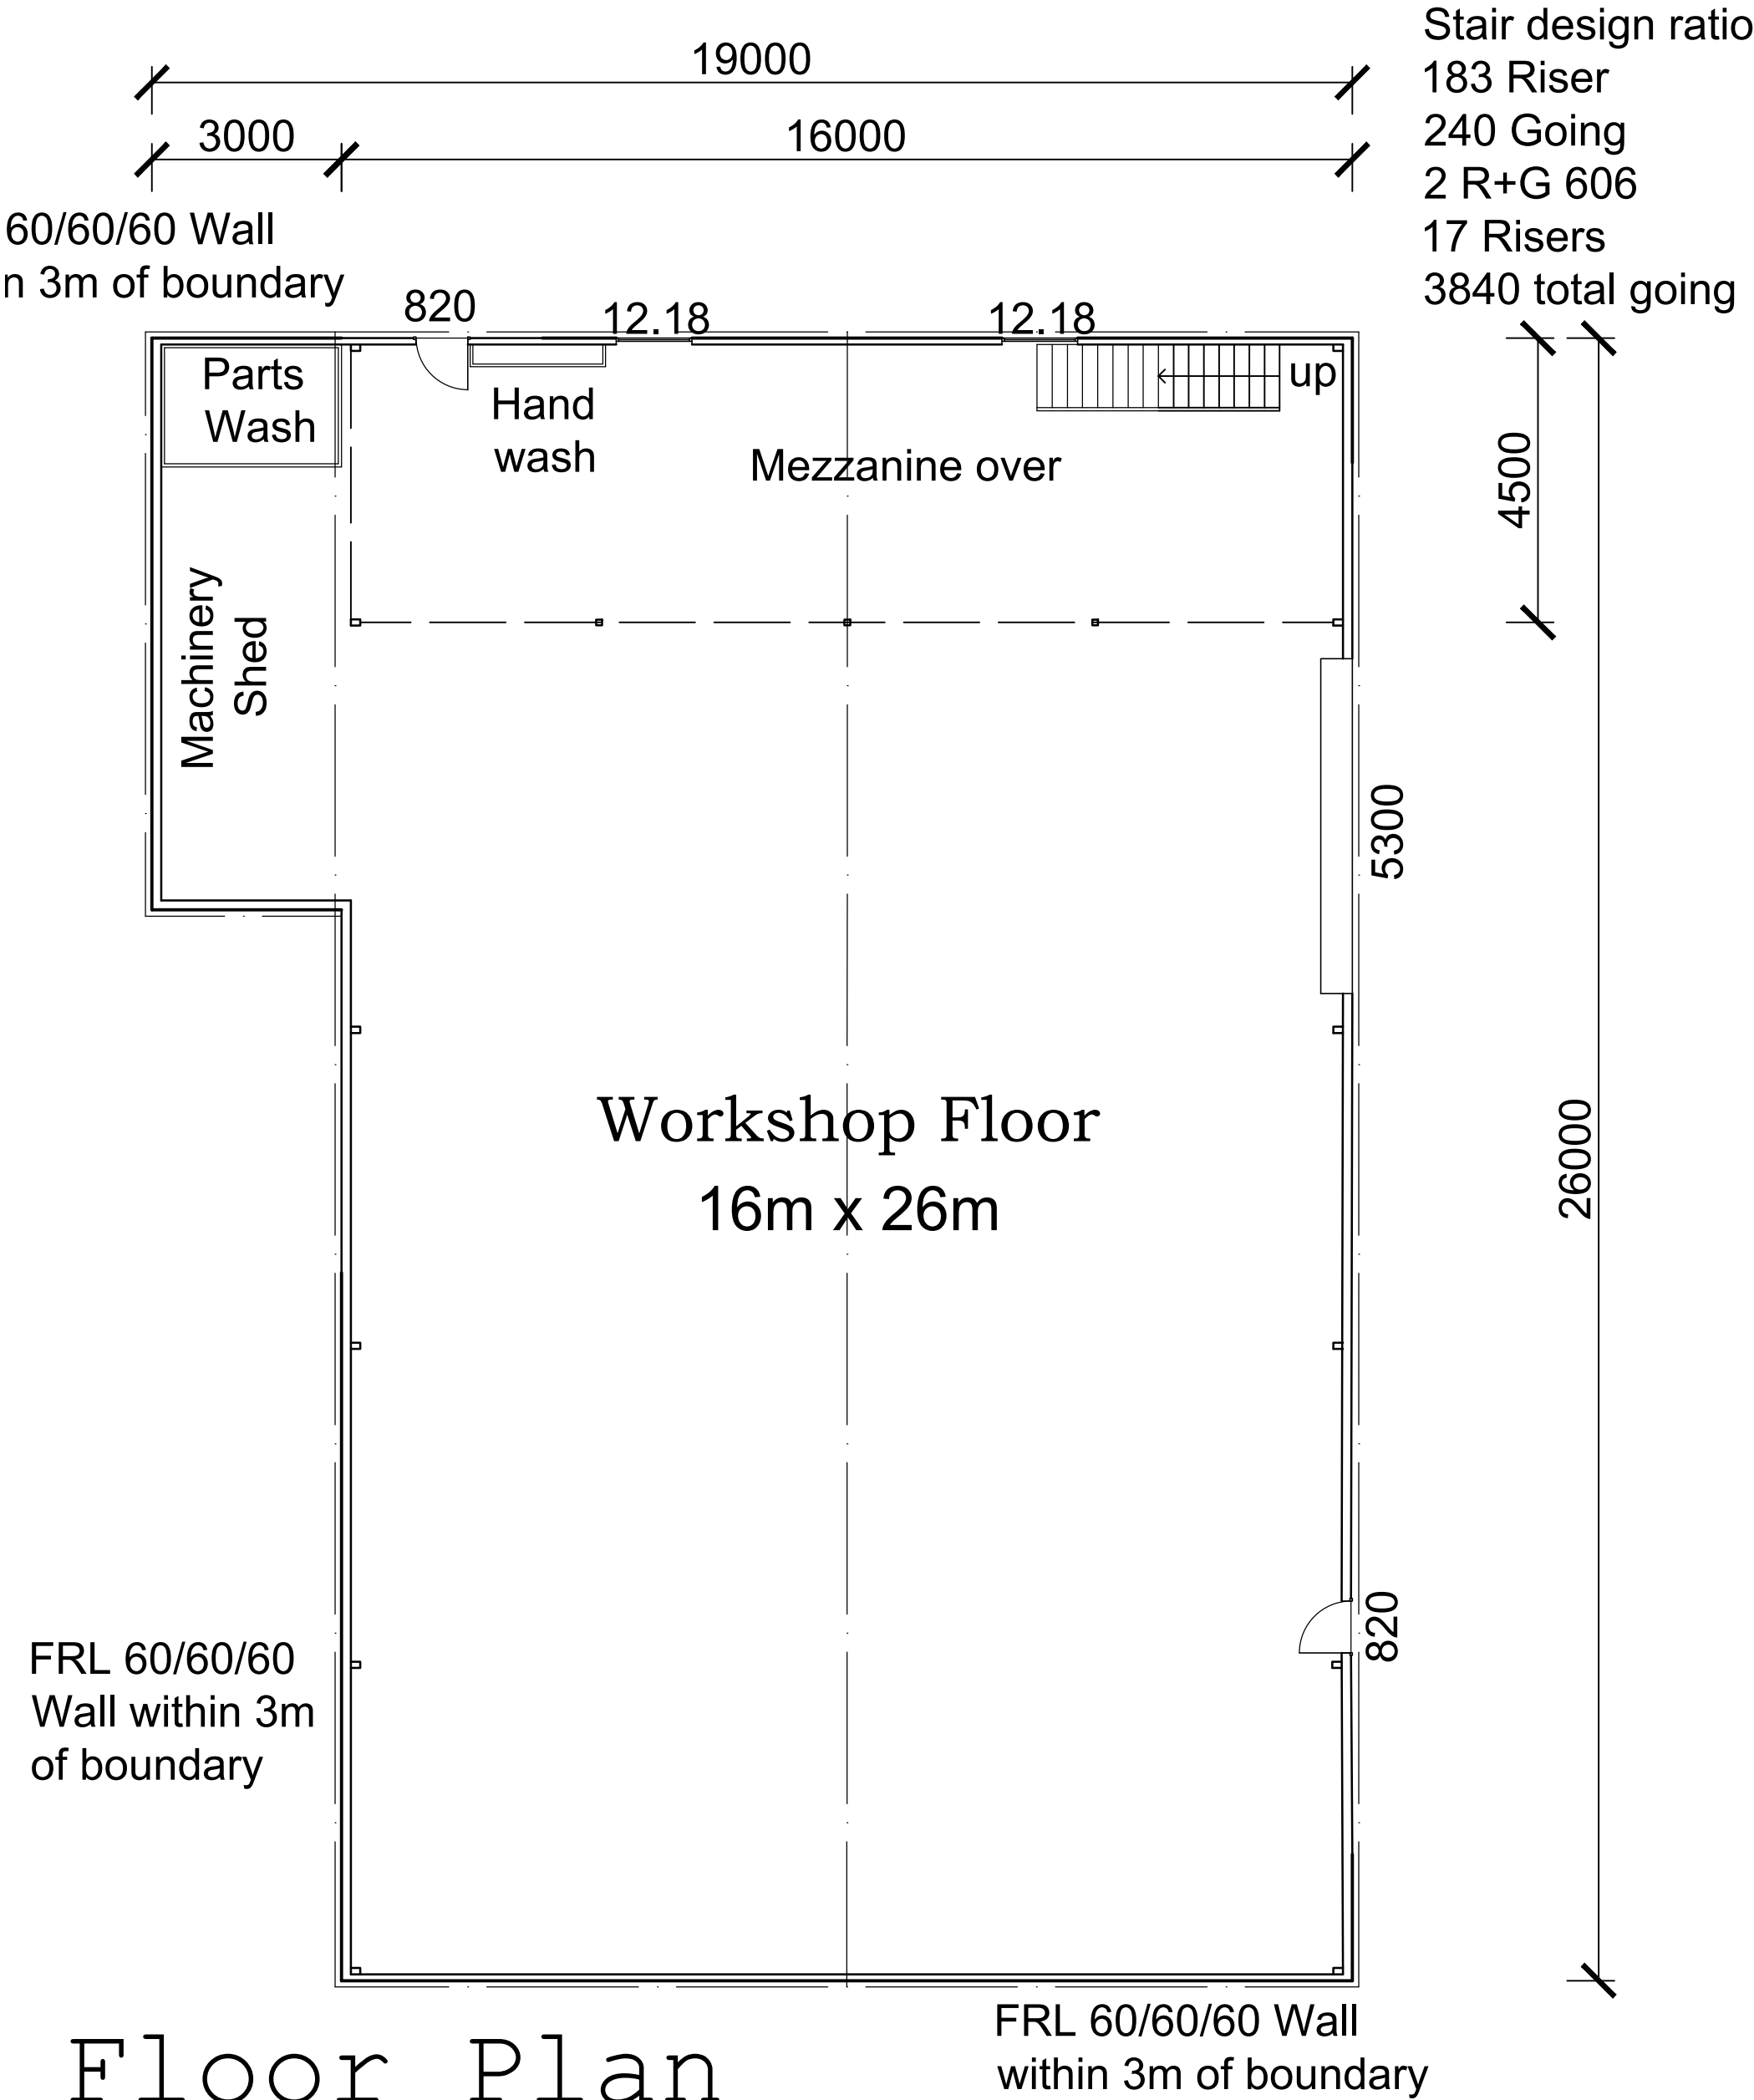 Stair design ratio
183 Riser
240 Going
2 R+G 606
17 Risers
3840 total going
19000
3000
16000
60/60/60 Wall
n 3m of boundary
820
12.18
12.18
Parts
Wash
Hand
wash
up
Mezzanine over
4500
Machinery
Shed
5300
Workshop Floor
16m x 26m
26000
820
FRL 60/60/60
Wall within 3m
of boundary
FRL 60/60/60 Wall
within 3m of boundary
Floor Plan